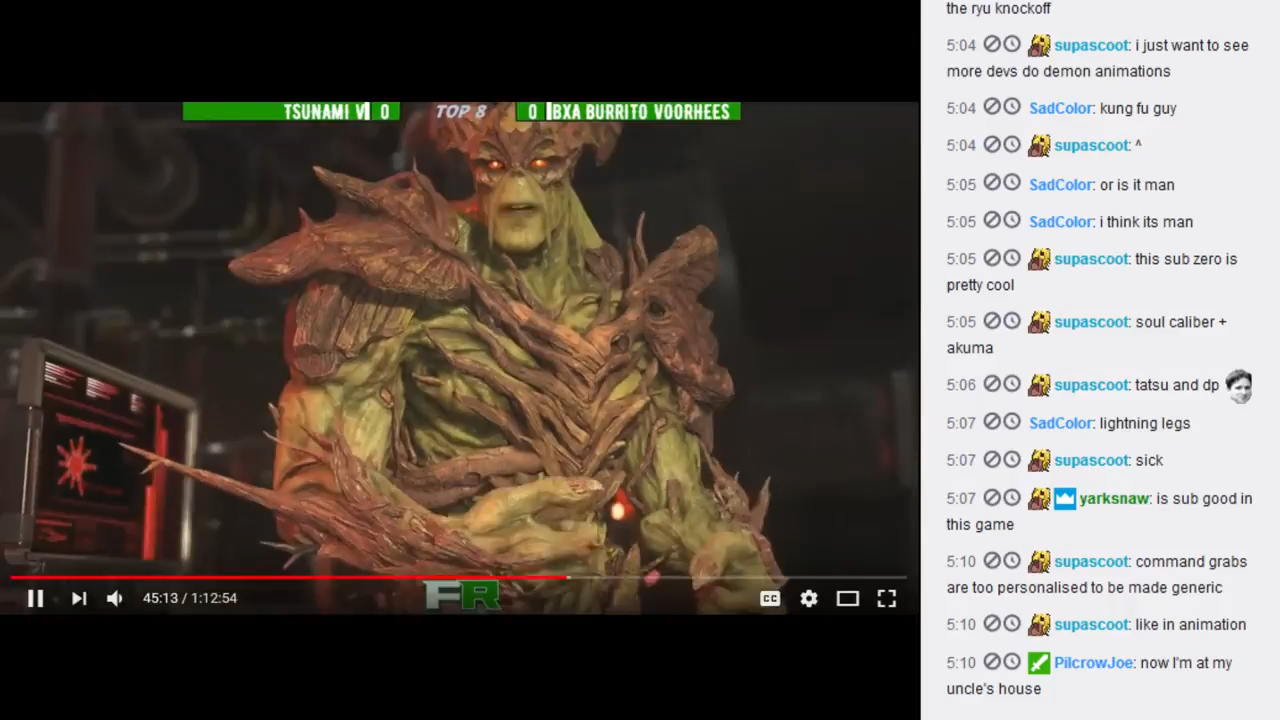 TSUNAMI V 0 TOP 8 0 BXA BURRITO VOORHEES
45:13 / 1:12:54
CC
FR
the ryu knockoff
5:04 supascoot: i just want to see
more devs do demon animations
5:04 SadColor: kung fu guy
5:04 supascoot: ^
5:05 SadColor: or is it man
5:05 SadColor: i think its man
5:05 supascoot: this sub zero is
pretty cool
5:05 supascoot: soul caliber +
akuma
5:06 supascoot: tatsu and dp
5:07 SadColor: lightning legs
5:07 supascoot: sick
5:07 yarksnaw: is sub good in
this game
5:10 supascoot: command grabs
are too personalised to be made generic
5:10 supascoot: like in animation
5:10 PilcrowJoe: now I'm at my
uncle's house